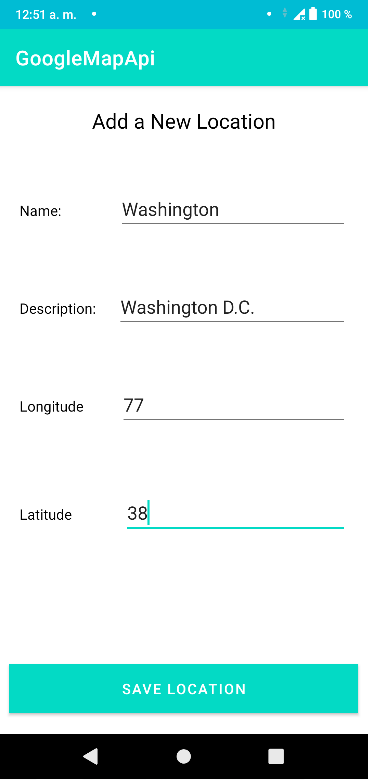 12:51 a. m.
100 %
GoogleMapApi
Add a New Location
Name: Washington
Description: Washington D.C.
Longitude 77
Latitude 38
SAVE LOCATION